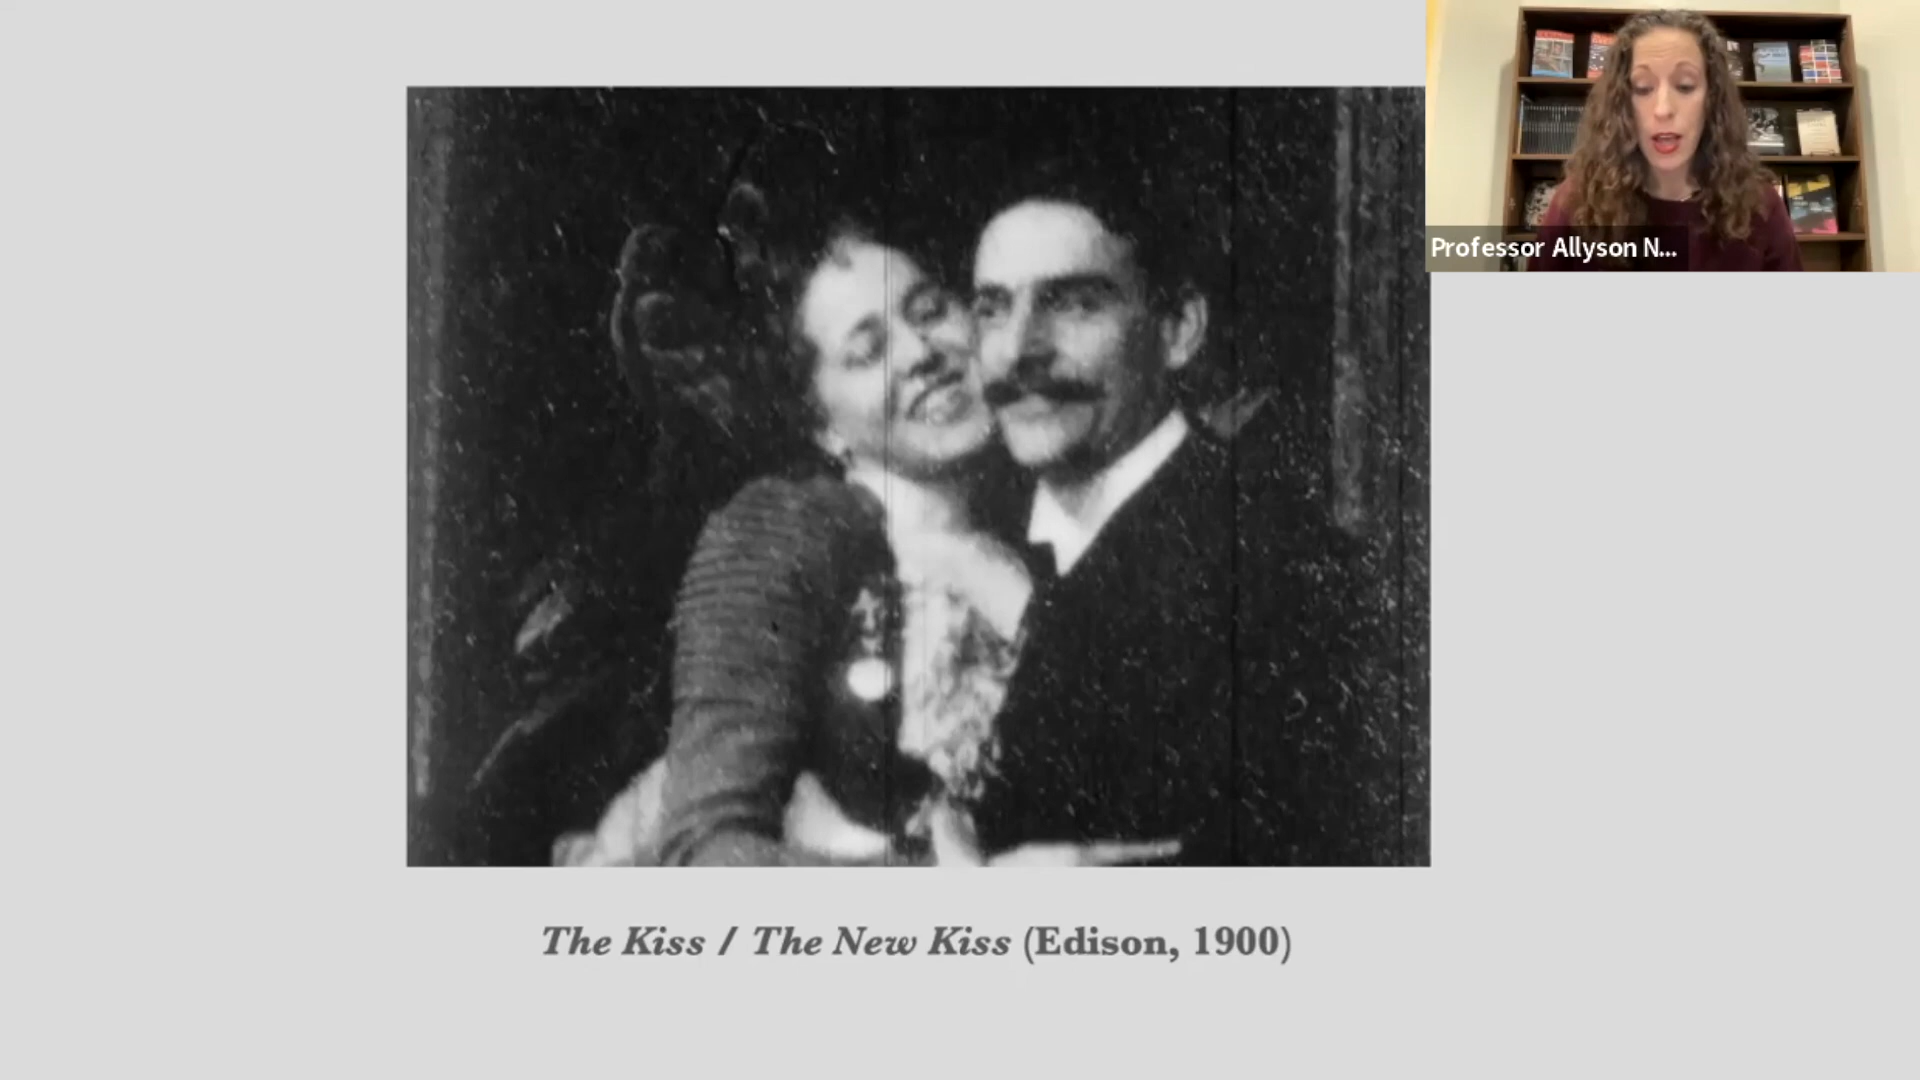 Professor Allyson N...
The Kiss / The New Kiss (Edison, 1900)